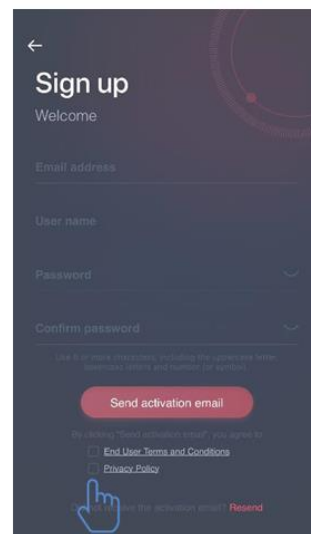 Sign up
Welcome
Email address
User name
Password
Confirm password
Use 8 or more characters, including the uppercase letter,
lowercase letters and number (or symbol)
Send activation email
By clicking "Send activation email", you agree to
End User Terms and Conditions
Privacy Policy
not receive the activation email? Resend